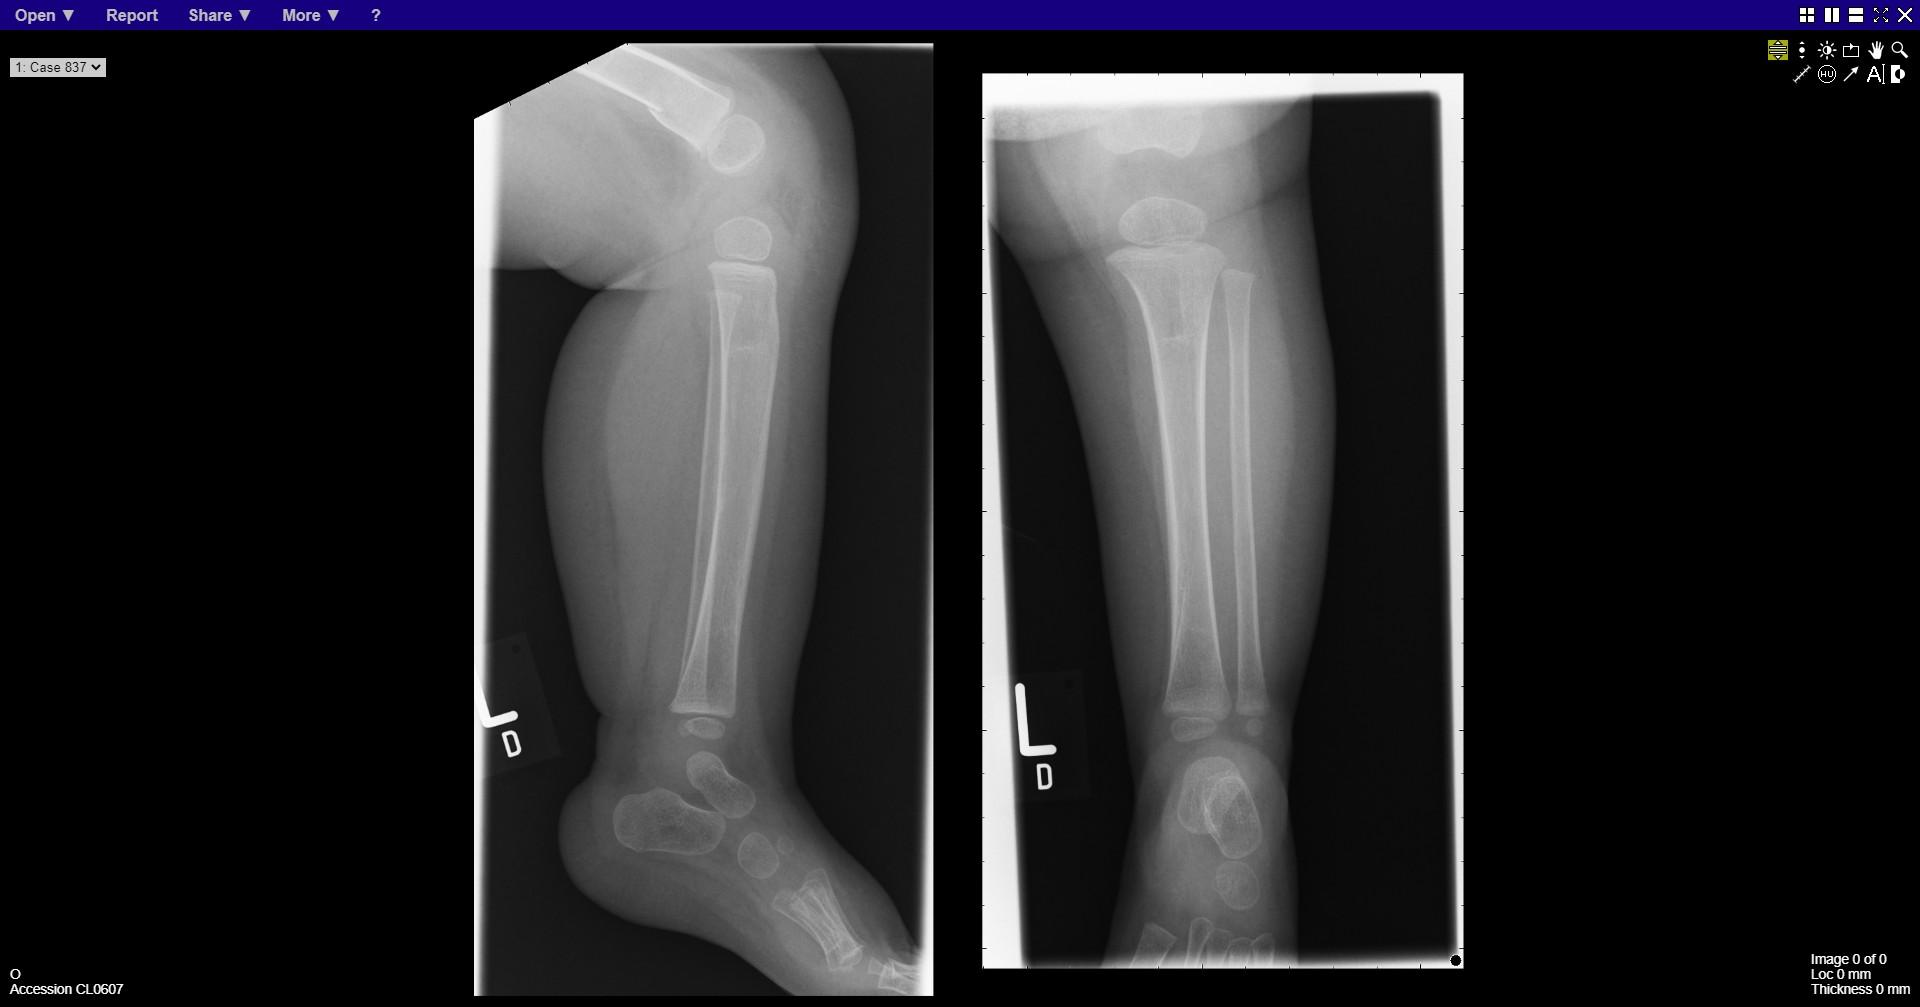 Open ▼ Report Share ▼ More ▼ ?
1: Case 837
HU
A
L
D
L
D
O
Accession CL0607
Image 0 of 0
Loc 0 mm
Thickness 0 mm